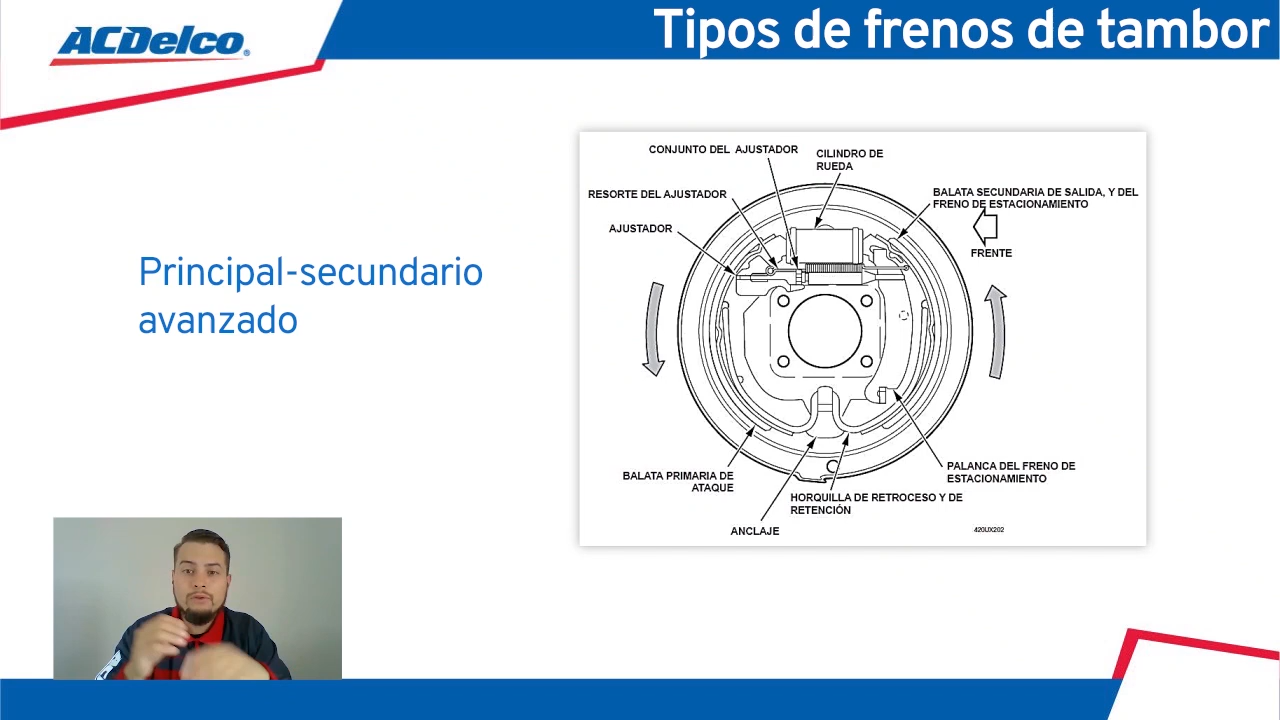 ACDelco®
Tipos de frenos de tambor
CONJUNTO DEL AJUSTADOR
CILINDRO DE
RUEDA
RESORTE DEL AJUSTADOR
BALATA SECUNDARIA DE SALIDA, Y DEL
FRENO DE ESTACIONAMIENTO
AJUSTADOR
FRENTE
Principal-secundario
avanzado
BALATA PRIMARIA DE
ATAQUE
PALANCA DEL FRENO DE
ESTACIONAMIENTO
HORQUILLA DE RETROCESO Y DE
RETENCIÓN
ANCLAJE
420UX202